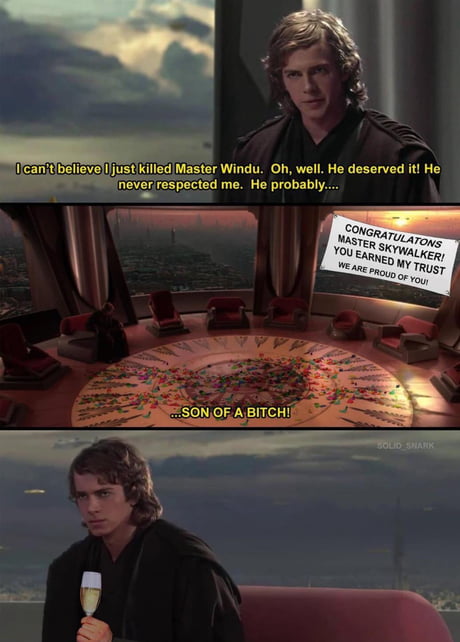 I can't believe I just killed Master Windu.  Oh, well. He deserved it! He
never respected me.  He probably....
CONGRATULATONS
MASTER SKYWALKER!
YOU EARNED MY TRUST
WE ARE PROUD OF YOU!
...SON OF A BITCH!
SOLID_SNARK